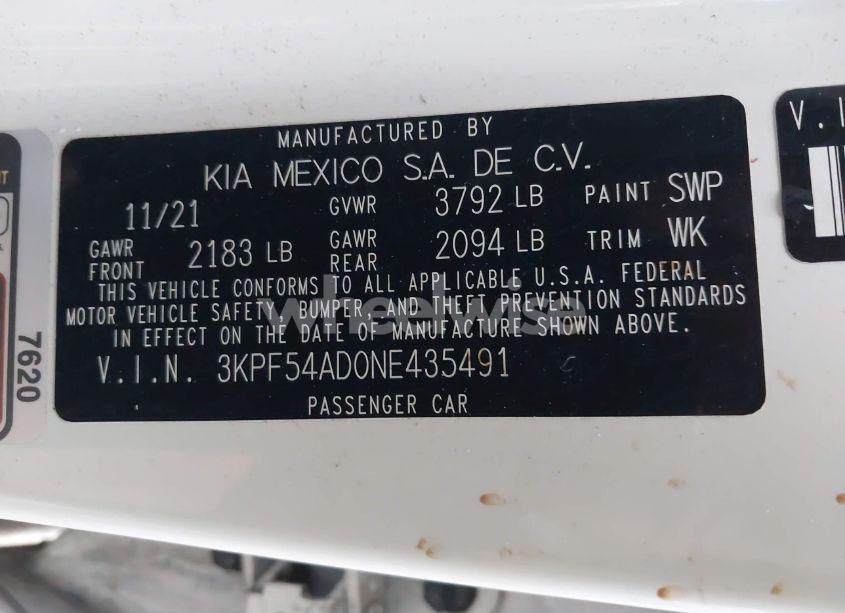 MANUFACTURED BY
KIA MEXICO S.A. DE C.V.
11/21 GVWR 3792 LB PAINT SWP
GAWR FRONT 2183 LB GAWR REAR 2094 LB TRIM WK
THIS VEHICLE CONFORMS TO ALL APPLICABLE U.S.A. FEDERAL
MOTOR VEHICLE SAFETY, BUMPER, AND THEFT PREVENTION STANDARDS
IN EFFECT ON THE DATE OF MANUFACTURE SHOWN ABOVE.
V.I.N. 3KPF54AD0NE435491
PASSENGER CAR
7620
V.I
wheelwise